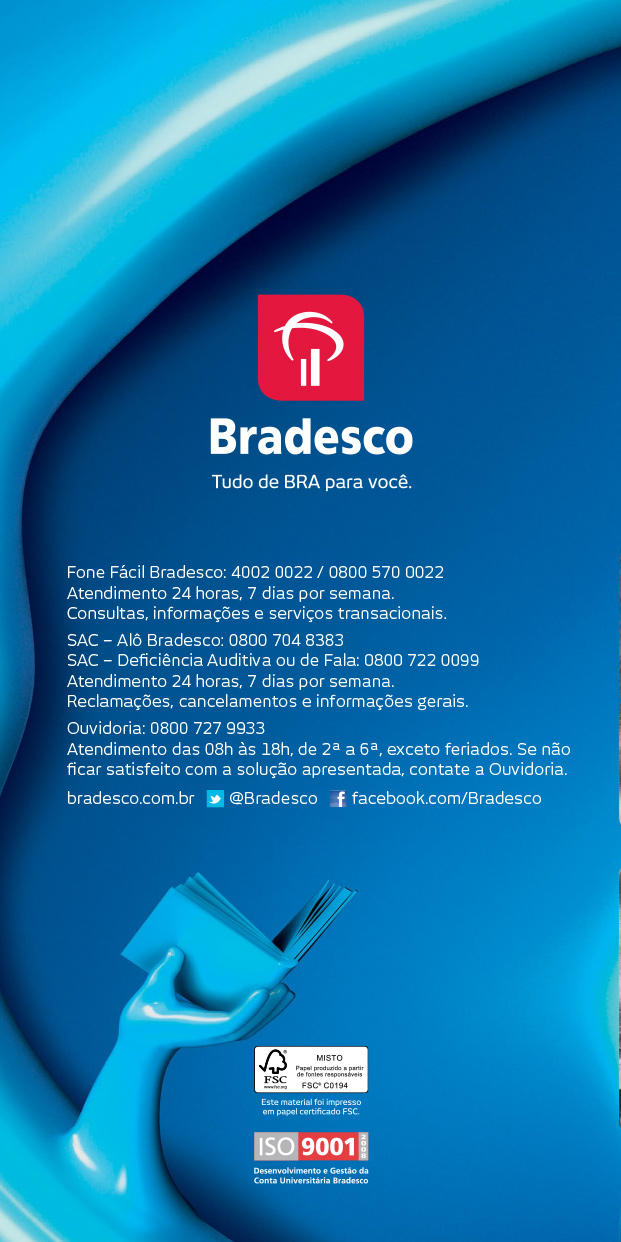 Bradesco
Tudo de BRA para você.
Fone Fácil Bradesco: 4002 0022 / 0800 570 0022
Atendimento 24 horas, 7 dias por semana.
Consultas, informações e serviços transacionais.
SAC – Alô Bradesco: 0800 704 8383
SAC – Deficiência Auditiva ou de Fala: 0800 722 0099
Atendimento 24 horas, 7 dias por semana.
Reclamações, cancelamentos e informações gerais.
Ouvidoria: 0800 727 9933
Atendimento das 08h às 18h, de 2ª a 6ª, exceto feriados. Se não
ficar satisfeito com a solução apresentada, contate a Ouvidoria.
bradesco.com.br @Bradesco f facebook.com/Bradesco
FSC
www.fsc.org
MISTO
Papel produzido a partir
de fontes responsáveis
FSC® C0194
Este material foi impresso
em papel certificado FSC.
ISO 9001 2008
Desenvolvimento e Gestão da
Conta Universitária Bradesco